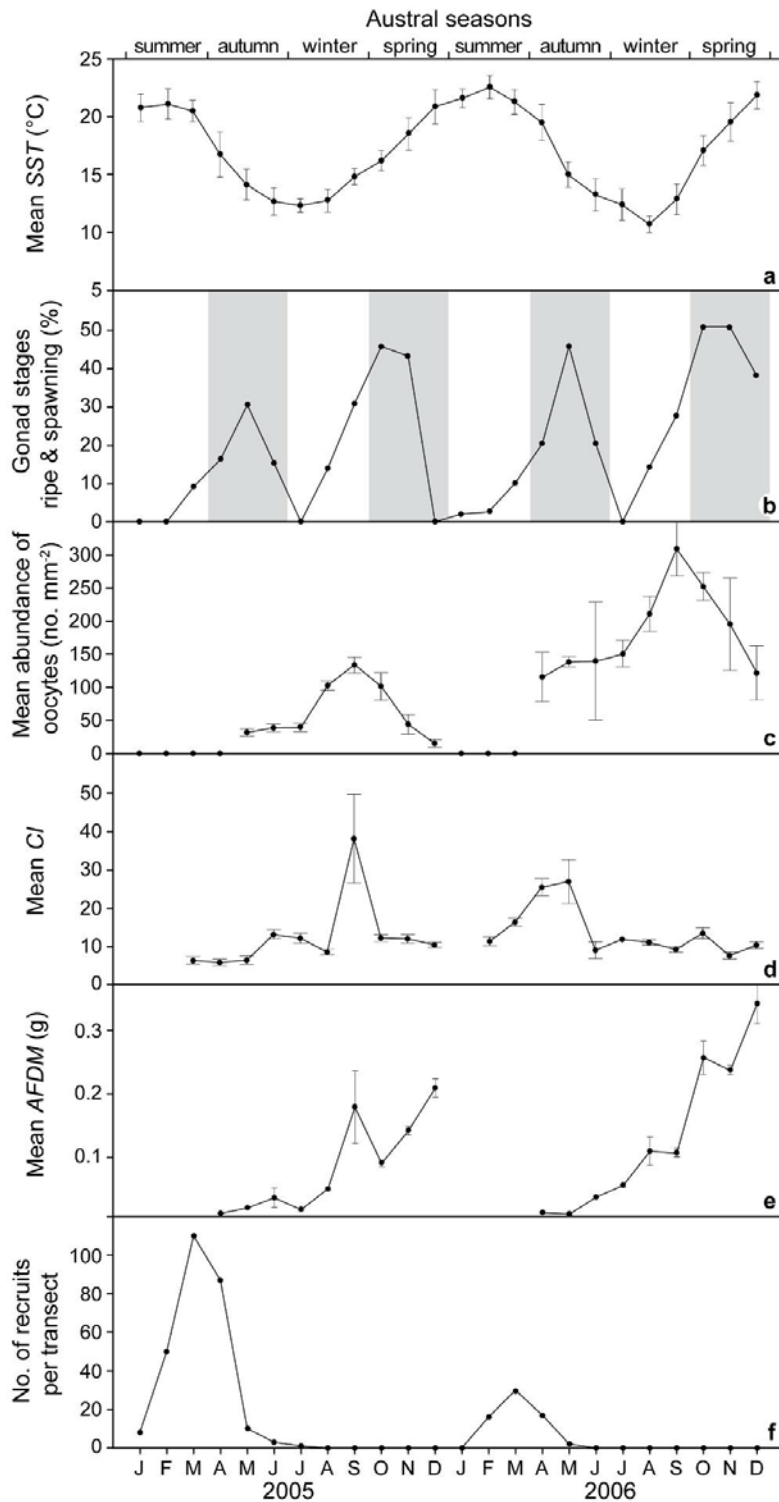 Austral seasons
summer autumn winter spring summer autumn winter spring
25
20
15
10
5
Mean SST (°C)
a
50
40
30
20
10
0
Gonad stages
ripe & spawning (%)
b
300
250
200
150
100
50
0
Mean abundance of
oocytes (no. mm-2)
c
50
40
30
20
10
0
Mean CI
d
0.3
0.2
0.1
Mean AFDM (g)
e
100
80
60
40
20
0
No. of recruits
per transect
f
J F M A M J J A S O N D J F M A M J J A S O N D
2005 2006